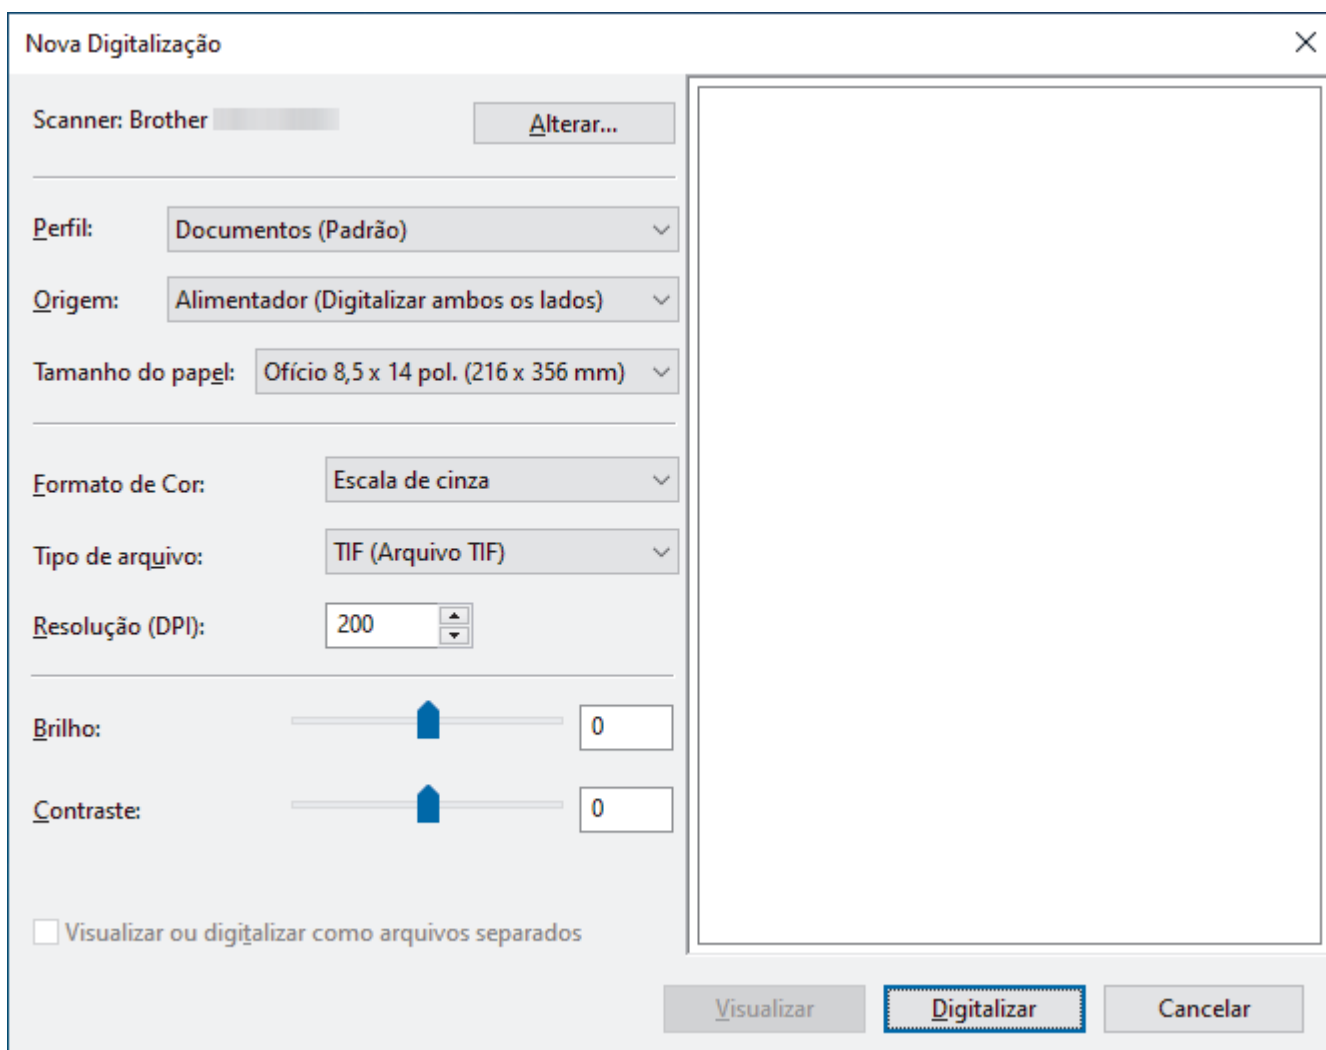 Nova Digitalização
Scanner: Brother
Alterar...
Perfil: Documentos (Padrão)
Origem: Alimentador (Digitalizar ambos os lados)
Tamanho do papel: Ofício 8,5 x 14 pol. (216 x 356 mm)
Formato de Cor: Escala de cinza
Tipo de arquivo: TIF (Arquivo TIF)
Resolução (DPI): 200
Brilho: 0
Contraste: 0
Visualizar ou digitalizar como arquivos separados
Visualizar Digitalizar Cancelar